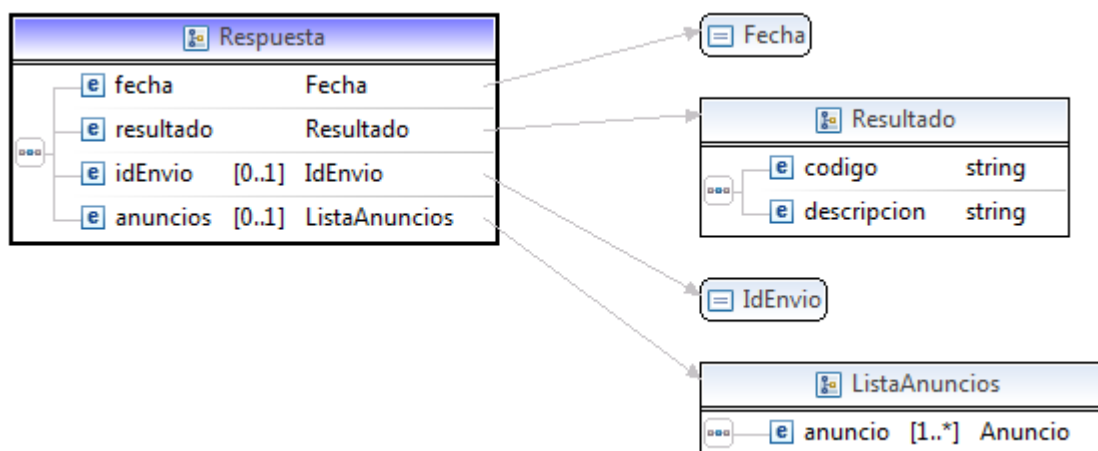 Respuesta
fecha Fecha
resultado Resultado
idEnvio [0..1] IdEnvio
anuncios [0..1] ListaAnuncios
Fecha
Resultado
codigo string
descripcion string
IdEnvio
ListaAnuncios
anuncio [1..*] Anuncio